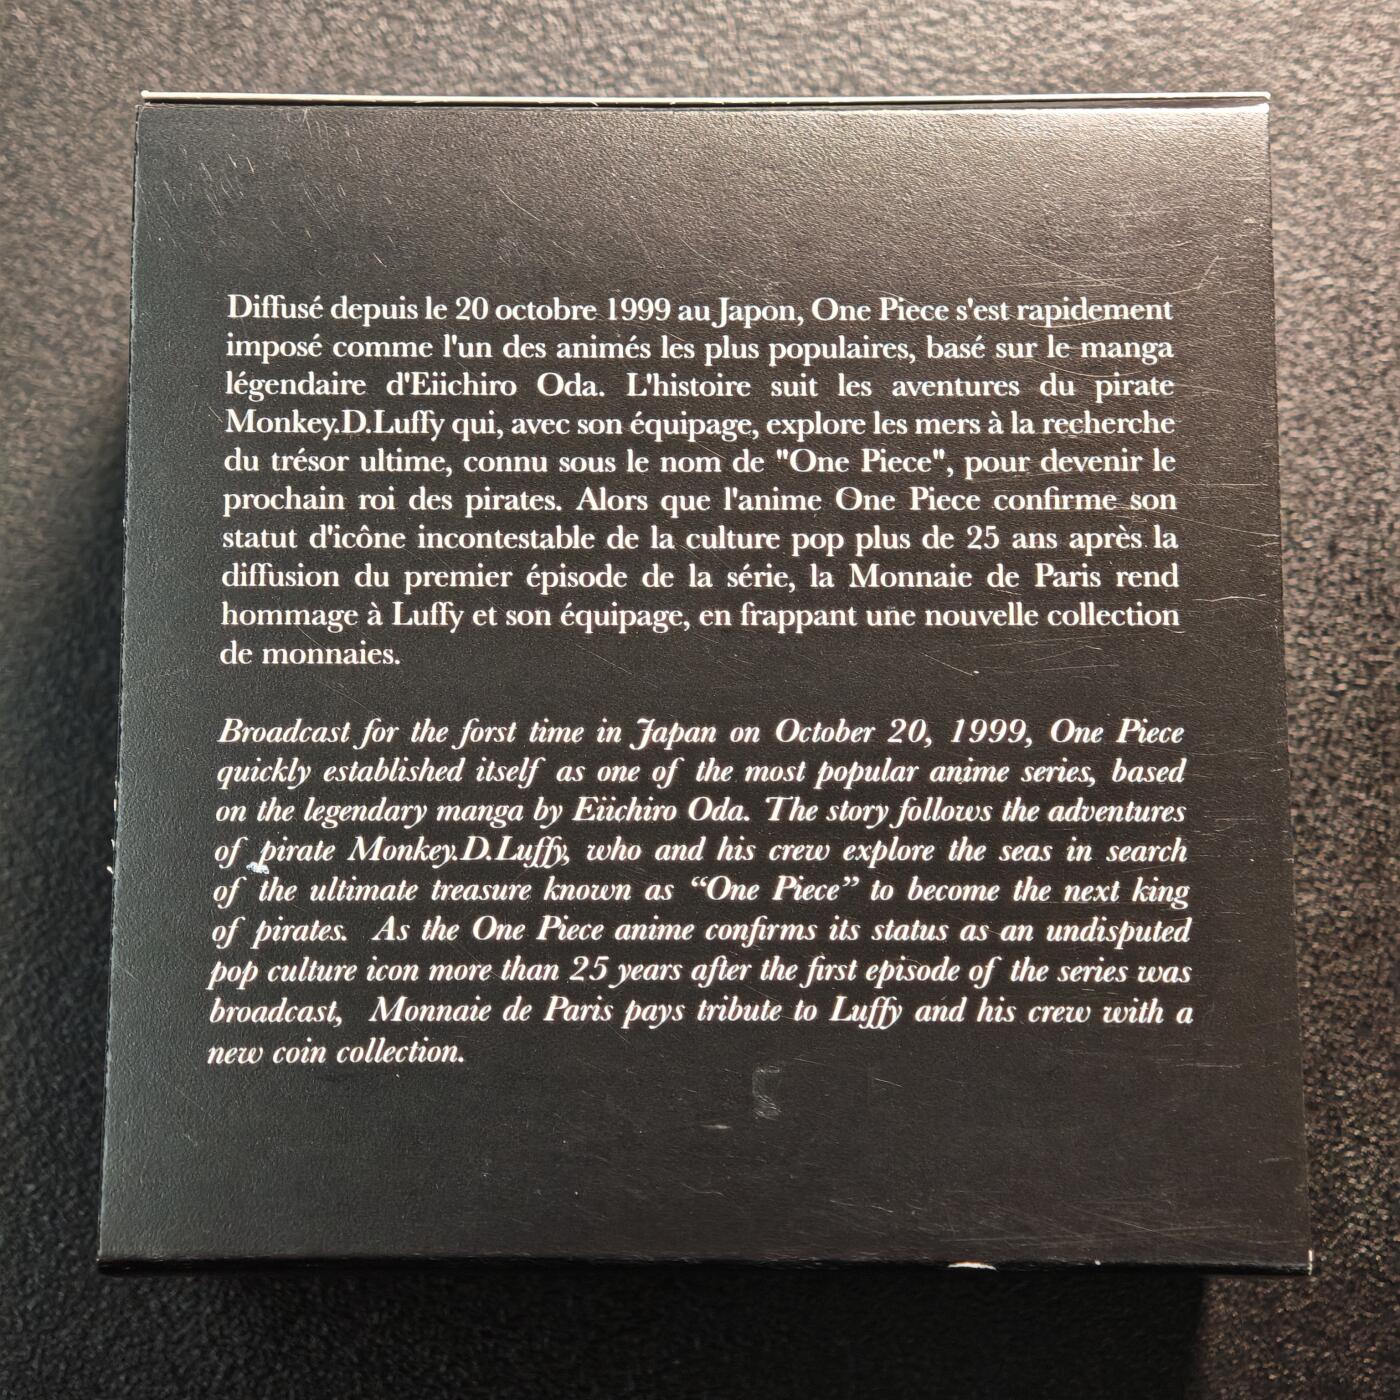 Diffusé depuis le 20 octobre 1999 au Japon, One Piece s'est rapidement
imposé comme l'un des animés les plus populaires, basé sur le manga
légendaire d'Eiichiro Oda. L'histoire suit les aventures du pirate
Monkey.D.Luffy qui, avec son équipage, explore les mers à la recherche
du trésor ultime, connu sous le nom de "One Piece", pour devenir le
prochain roi des pirates. Alors que l'anime One Piece confirme son
statut d'icône incontestable de la culture pop plus de 25 ans après la
diffusion du premier épisode de la série, la Monnaie de Paris rend
hommage à Luffy et son équipage, en frappant une nouvelle collection
de monnaies.
Broadcast for the forst time in Japan on October 20, 1999, One Piece
quickly established itself as one of the most popular anime series, based
on the legendary manga by Eiichiro Oda. The story follows the adventures
of pirate Monkey.D.Luffy, who and his crew explore the seas in search
of the ultimate treasure known as “One Piece” to become the next king
of pirates. As the One Piece anime confirms its status as an undisputed
pop culture icon more than 25 years after the first episode of the series was
broadcast, Monnaie de Paris pays tribute to Luffy and his crew with a
new coin collection.